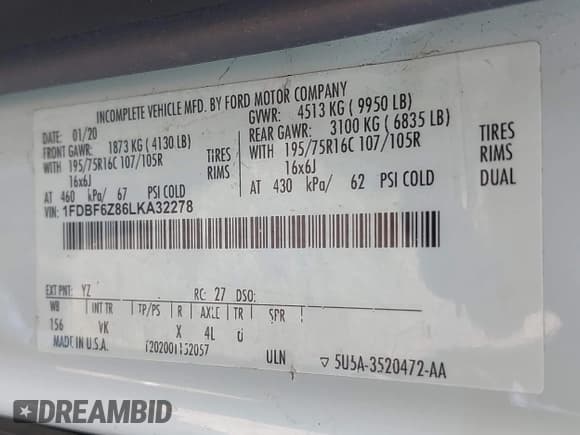 INCOMPLETE VEHICLE MFD. BY FORD MOTOR COMPANY
DATE: 01/20
GVWR: 4513 KG ( 9950 LB)
FRONT GAWR: 1873 KG ( 4130 LB)
REAR GAWR: 3100 KG ( 6835 LB)
WITH 195/75R16C 107/105R TIRES
WITH 195/75R16C 107/105R TIRES
16x6J RIMS
16x6J RIMS
AT 460 kPa/ 67 PSI COLD
AT 430 kPa/ 62 PSI COLD DUAL
VIN: 1FDBF6Z86LKA32278
EXT PNT: YZ RC: 27 DSO:
WB INT TR TP/PS R AXLE TR SPR
156 VK X 4L
MADE IN U.S.A.
ULN ▽ 5U5A-3520472-AA
DREAMBID